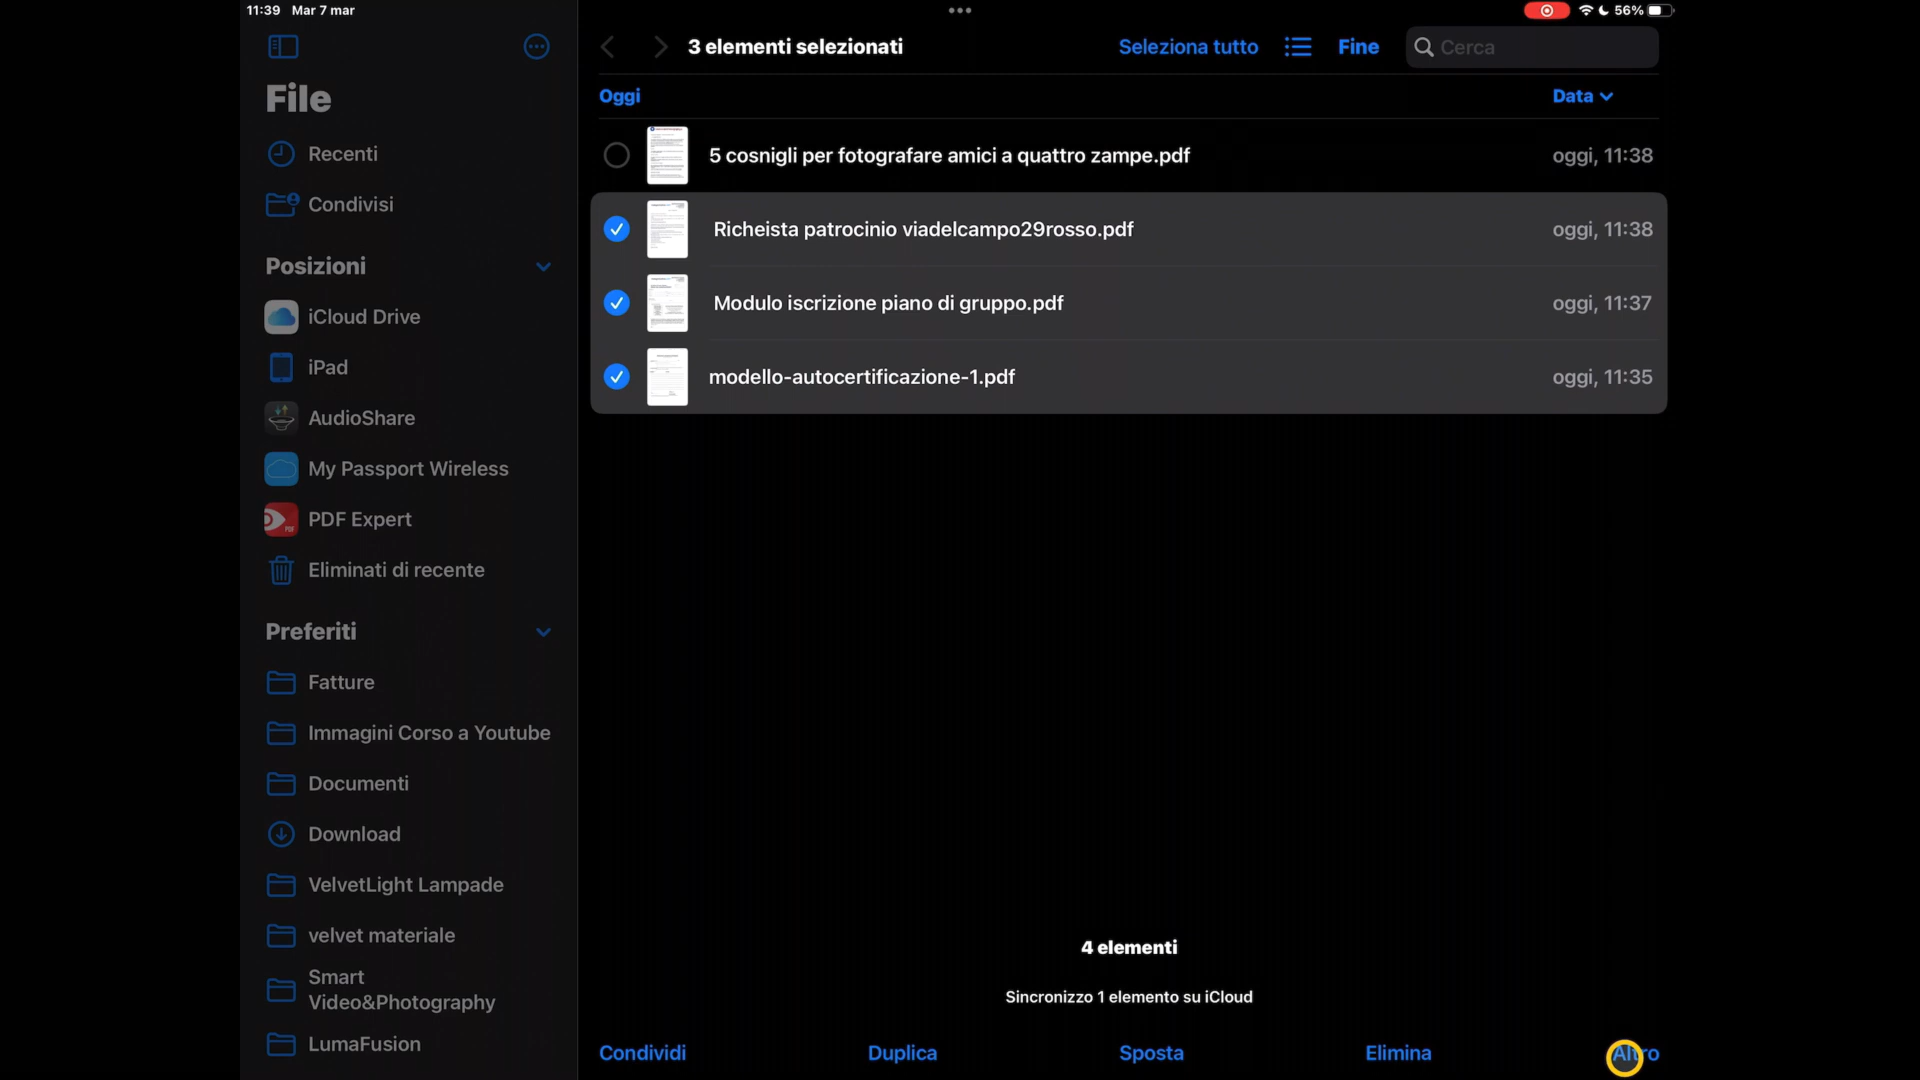 11:39 Mar 7 mar
56%
3 elementi selezionati
Seleziona tutto
Fine
Cerca
File
Oggi
Data
Recenti
Condivisi
5 cosnigli per fotografare amici a quattro zampe.pdf
oggi, 11:38
Richeista patrocinio viadelcampo29rosso.pdf
oggi, 11:38
Modulo iscrizione piano di gruppo.pdf
oggi, 11:37
modello-autocertificazione-1.pdf
oggi, 11:35
Posizioni
iCloud Drive
iPad
AudioShare
My Passport Wireless
PDF Expert
Eliminati di recente
Preferiti
Fatture
Immagini Corso a Youtube
Documenti
Download
VelvetLight Lampade
velvet materiale
Smart
Video&Photography
LumaFusion
4 elementi
Sincronizzo 1 elemento su iCloud
Condividi
Duplica
Sposta
Elimina
Altro